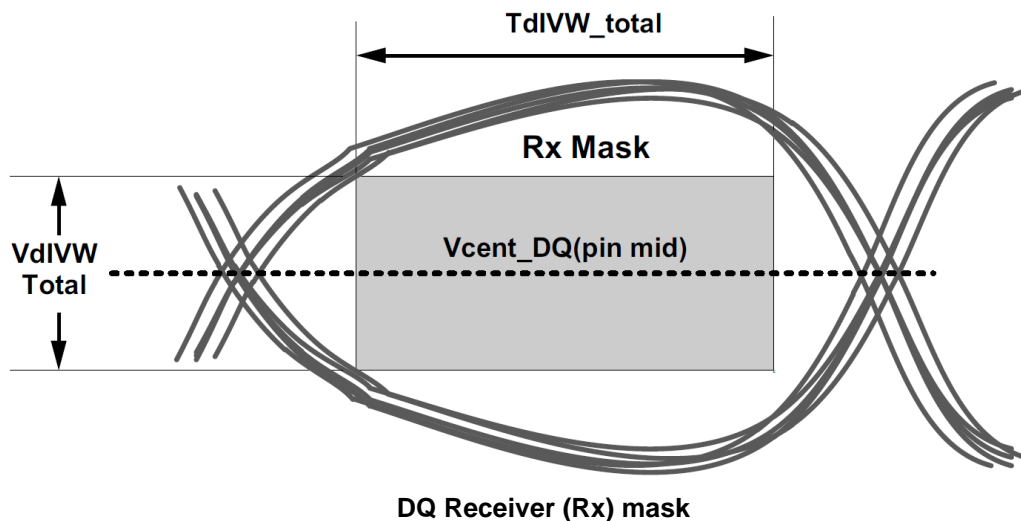 TdIVW_total
Rx Mask
VdIVW
Total
Vcent_DQ(pin mid)
DQ Receiver (Rx) mask